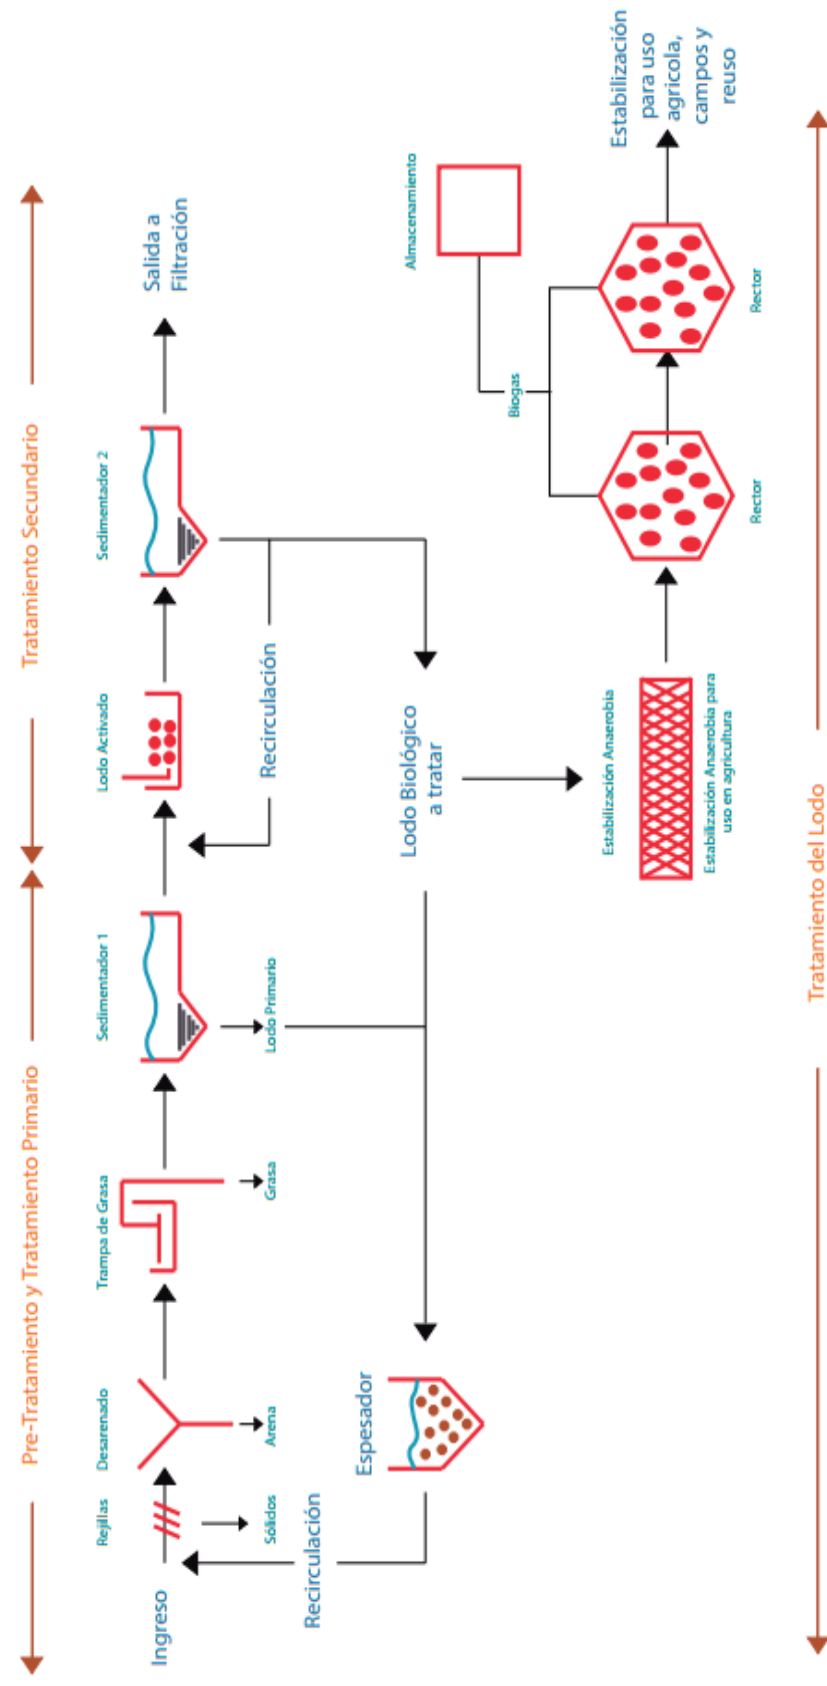 Pre-Tratamiento y Tratamiento Primario
Tratamiento Secundario
Rejillas
Desarenado
Trampa de Grasa
Sedimentador 1
Lodo Activado
Sedimentador 2
Ingreso
Salida a
Filtración
Sólidos
Arena
Grasa
Lodo Primario
Recirculación
Recirculación
Espesador
Lodo Biológico
a tratar
Biogas
Almacenamiento
Estabilización Anaerobia
Estabilización Anaerobia para
uso en agricultura
Rector
Rector
Estabilización
para uso
agricola,
campos y
reuso
Tratamiento del Lodo